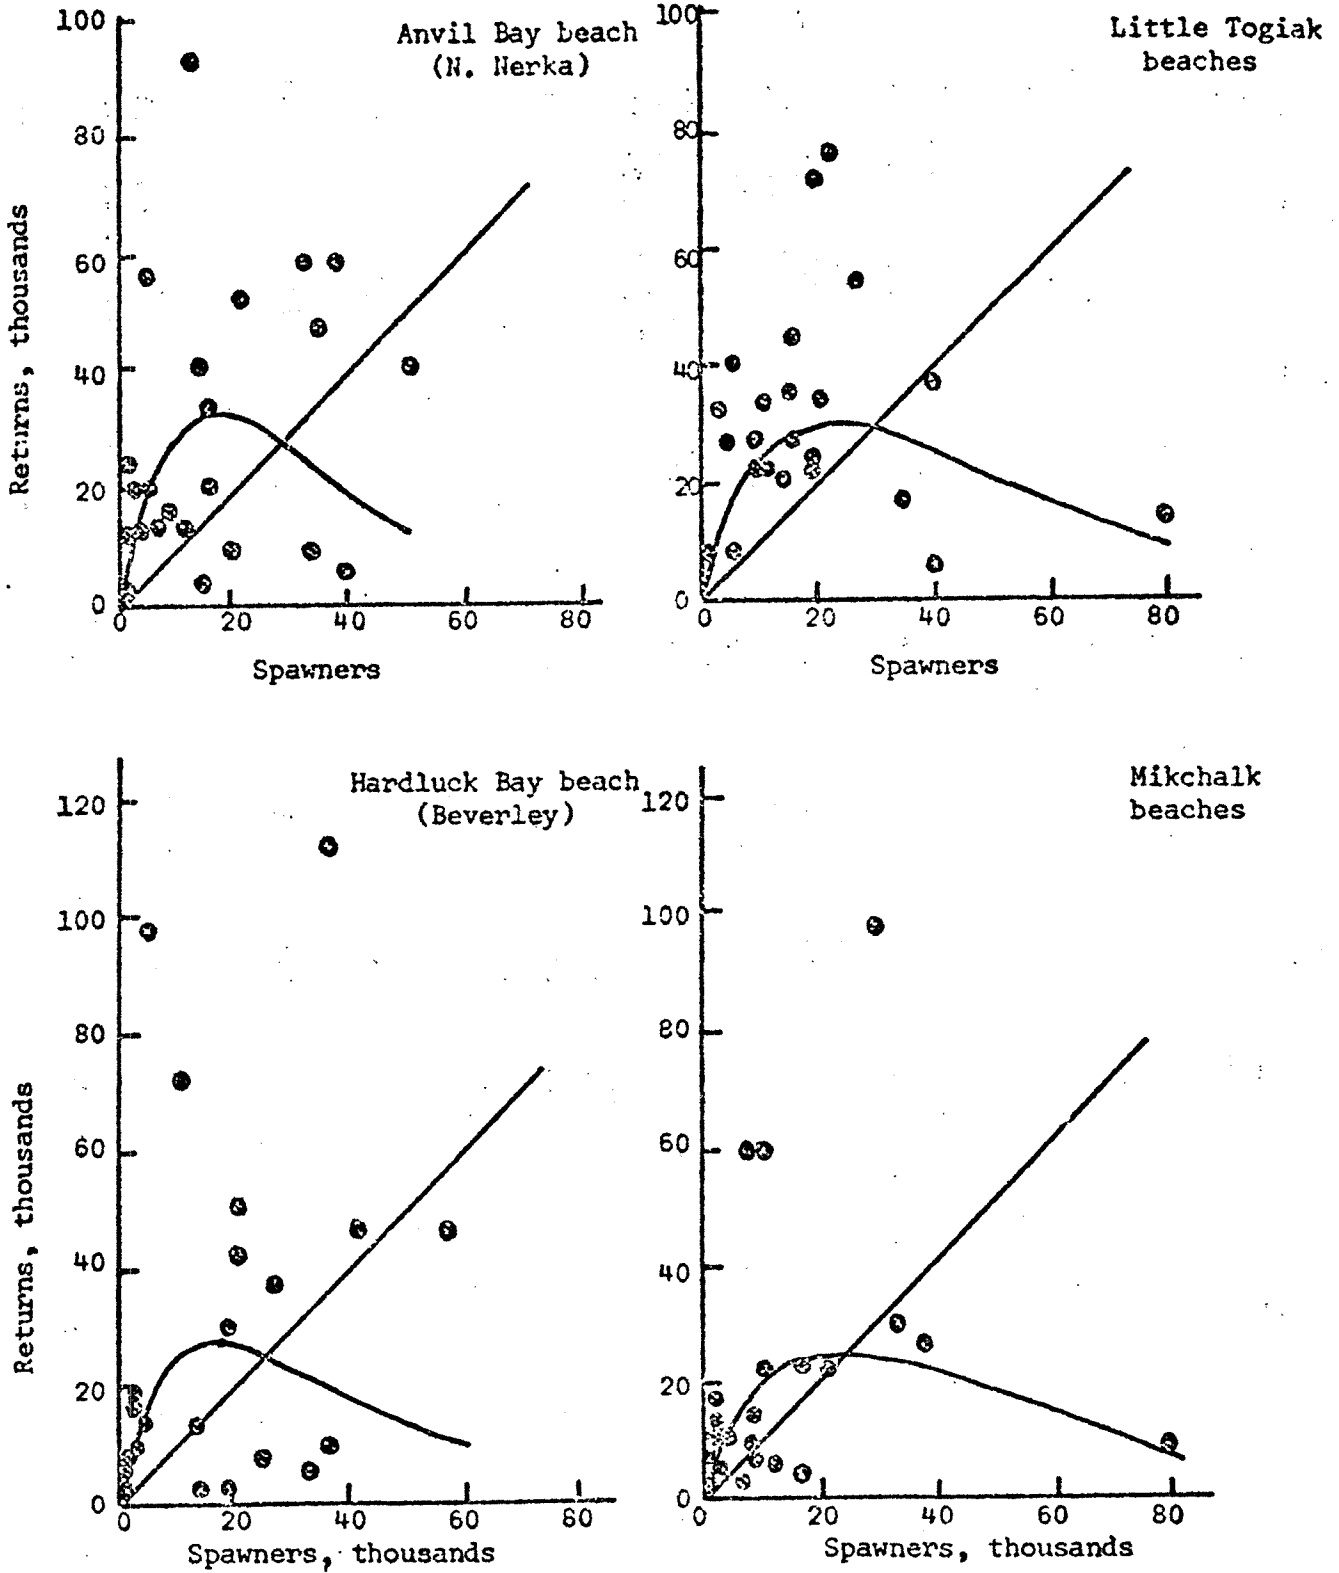 Anvil Bay beach
(N. Nerka)
100
80
60
40
20
0
0 20 40 60 80
Returns, thousands
Spawners
Little Togiak
beaches
100
80
60
40
20
0
0 20 40 60 80
Spawners
Hardluck Bay beach
(Beverley)
120
100
80
60
40
20
0
0 20 40 60 80
Returns, thousands
Spawners, thousands
Mikchalk
beaches
120
100
80
60
40
20
0
0 20 40 60 80
Spawners, thousands